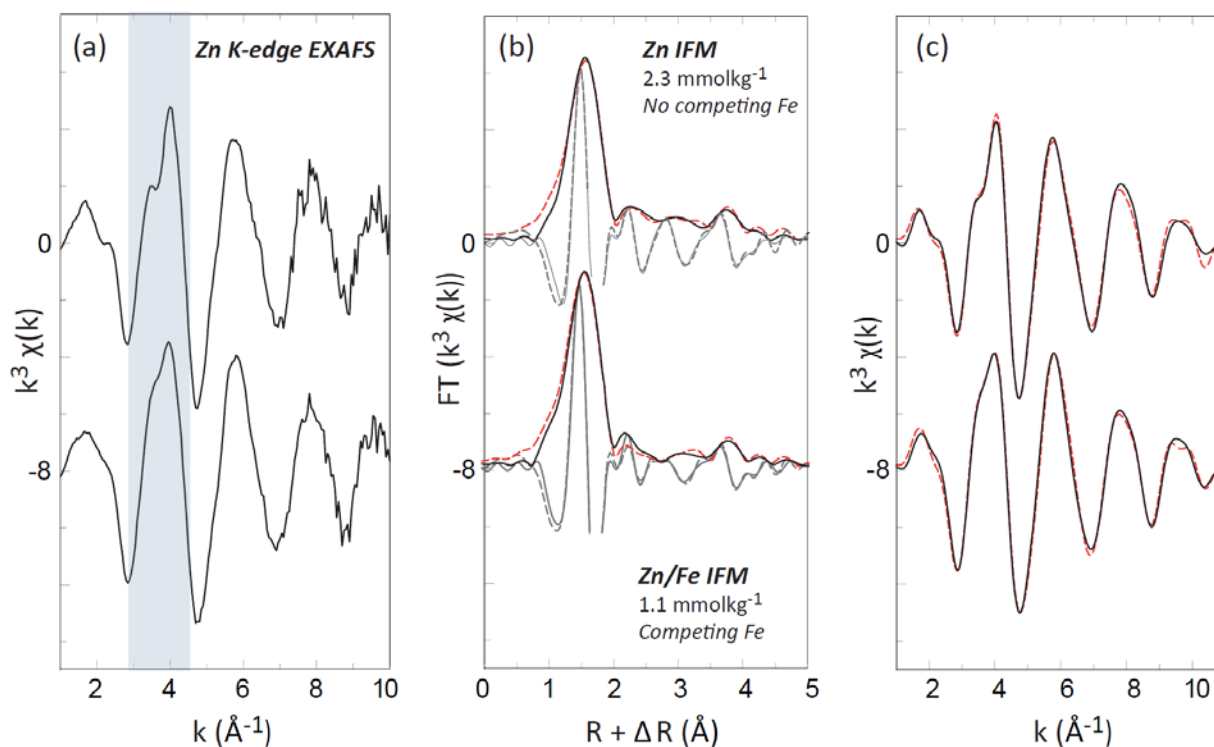 (a)
Zn K-edge EXAFS
k³ χ(k)
0
-8
2 4 6 8 10
k (Å⁻¹)
(b)
Zn IFM
2.3 mmolkg⁻¹
No competing Fe
FT (k³ χ(k))
0
-8
Zn/Fe IFM
1.1 mmolkg⁻¹
Competing Fe
0 1 2 3 4 5
R + Δ R (Å)
(c)
k³ χ(k)
0
-8
2 4 6 8 10
k (Å⁻¹)